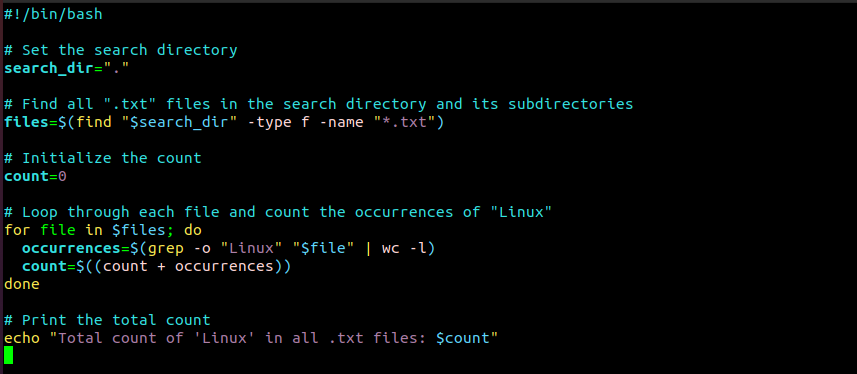 #!/bin/bash
# Set the search directory
search_dir="."
# Find all ".txt" files in the search directory and its subdirectories
files=$(find "$search_dir" -type f -name "*.txt")
# Initialize the count
count=0
# Loop through each file and count the occurrences of "Linux"
for file in $files; do
  occurrences=$(grep -o "Linux" "$file" | wc -l)
  count=$((count + occurrences))
done
# Print the total count
echo "Total count of 'Linux' in all .txt files: $count"